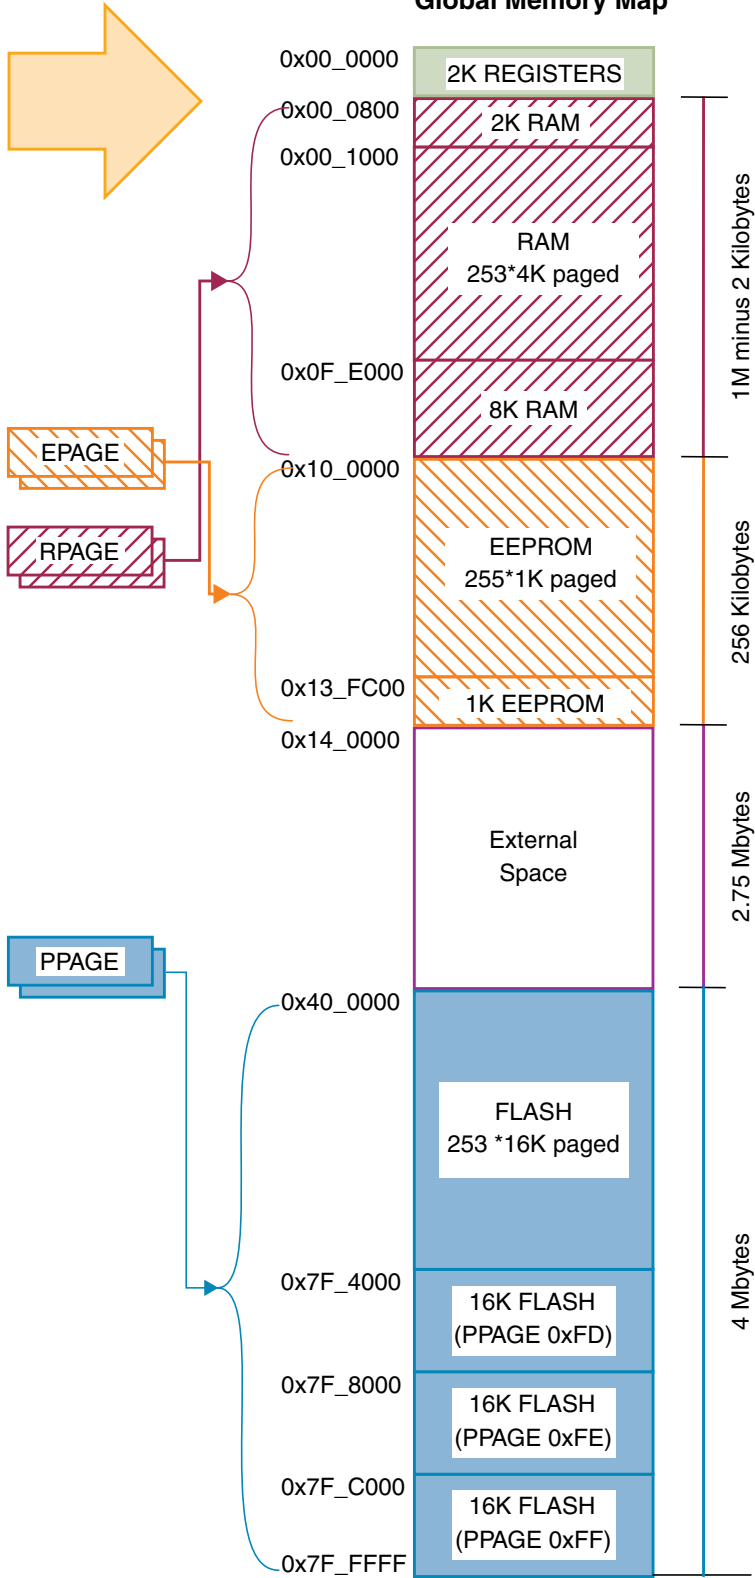 Global Memory Map
0x00_0000
2K REGISTERS
0x00_0800
2K RAM
0x00_1000
RAM
253*4K paged
1M minus 2 Kilobytes
0x0F_E000
8K RAM
EPAGE
0x10_0000
RPAGE
EEPROM
255*1K paged
256 Kilobytes
0x13_FC00
1K EEPROM
0x14_0000
External
Space
2.75 Mbytes
PPAGE
0x40_0000
FLASH
253 *16K paged
4 Mbytes
0x7F_4000
16K FLASH
(PPAGE 0xFD)
0x7F_8000
16K FLASH
(PPAGE 0xFE)
0x7F_C000
16K FLASH
(PPAGE 0xFF)
0x7F_FFFF